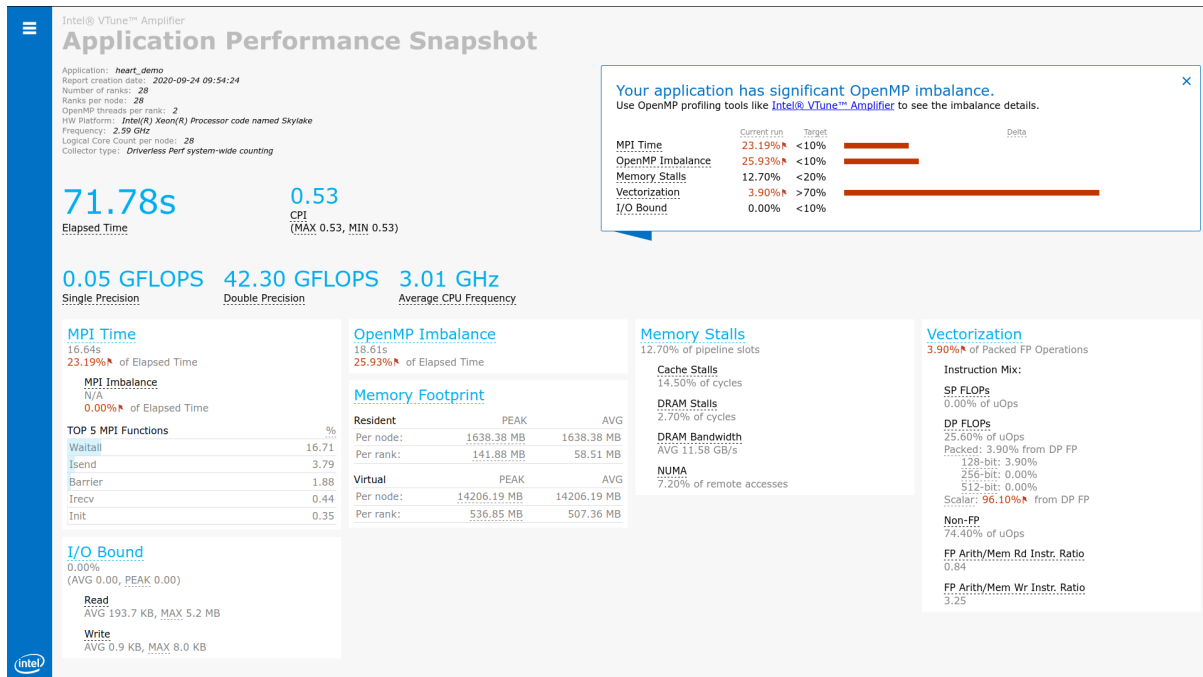 Intel® VTune™ Amplifier
Application Performance Snapshot
Application: heart_demo
Report creation date: 2020-09-24 09:54:24
Number of ranks: 28
Ranks per node: 28
OpenMP threads per rank: 2
HW Platform: Intel(R) Xeon(R) Processor code named Skylake
Frequency: 2.59 GHz
Logical Core Count per node: 28
Collector type: Driverless Perf system-wide counting
Your application has significant OpenMP imbalance.
Use OpenMP profiling tools like Intel® VTune™ Amplifier to see the imbalance details.
Current run Target Delta
MPI Time 23.19% <10%
OpenMP Imbalance 25.93% <10%
Memory Stalls 12.70% <20%
Vectorization 3.90% >70%
I/O Bound 0.00% <10%
71.78s
Elapsed Time
0.53
CPI
(MAX 0.53, MIN 0.53)
0.05 GFLOPS
Single Precision
42.30 GFLOPS
Double Precision
3.01 GHz
Average CPU Frequency
MPI Time
16.64s
23.19% of Elapsed Time
MPI Imbalance
N/A
0.00% of Elapsed Time
TOP 5 MPI Functions %
Waitall 16.71
Isend 3.79
Barrier 1.88
Irecv 0.44
Init 0.35
I/O Bound
0.00%
(AVG 0.00, PEAK 0.00)
Read
AVG 193.7 KB, MAX 5.2 MB
Write
AVG 0.9 KB, MAX 8.0 KB
OpenMP Imbalance
18.61s
25.93% of Elapsed Time
Memory Footprint
Resident PEAK AVG
Per node: 1638.38 MB 1638.38 MB
Per rank: 141.88 MB 58.51 MB
Virtual PEAK AVG
Per node: 14206.19 MB 14206.19 MB
Per rank: 536.85 MB 507.36 MB
Memory Stalls
12.70% of pipeline slots
Cache Stalls
14.50% of cycles
DRAM Stalls
2.70% of cycles
DRAM Bandwidth
AVG 11.58 GB/s
NUMA
7.20% of remote accesses
Vectorization
3.90% of Packed FP Operations
Instruction Mix:
SP FLOPs
0.00% of uOps
DP FLOPs
25.60% of uOps
Packed: 3.90% from DP FP
128-bit: 3.90%
256-bit: 0.00%
512-bit: 0.00%
Scalar: 96.10% from DP FP
Non-FP
74.40% of uOps
FP Arith/Mem Rd Instr. Ratio
0.84
FP Arith/Mem Wr Instr. Ratio
3.25
intel